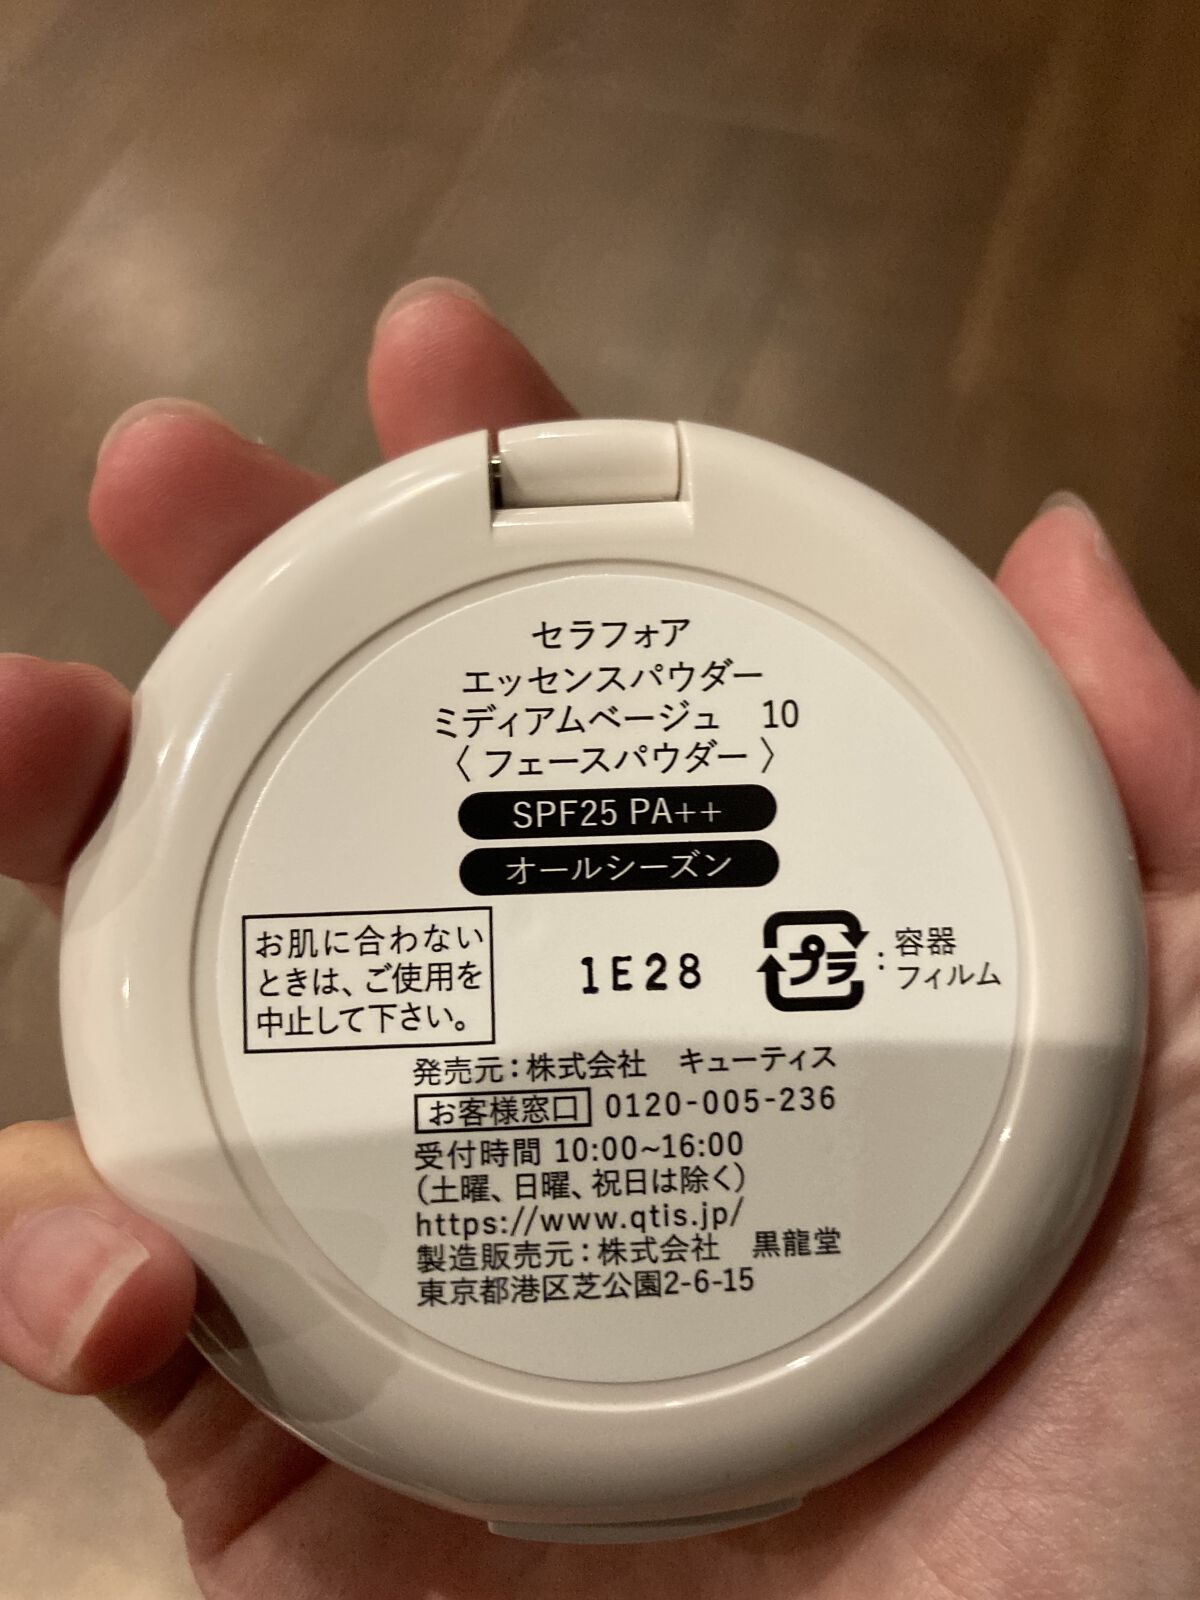 セラフォア
エッセンスパウダー
ミディアムベージュ　10
〈 フェースパウダー 〉
SPF25 PA++
オールシーズン
お肌に合わない
ときは、ご使用を
中止して下さい。
1E28
プラ : 容器
フィルム
発売元：株式会社　キューティス
お客様窓口 0120-005-236
受付時間 10:00~16:00
（土曜、日曜、祝日は除く）
https://www.qtis.jp/
製造販売元：株式会社　黒龍堂
東京都港区芝公園2-6-15